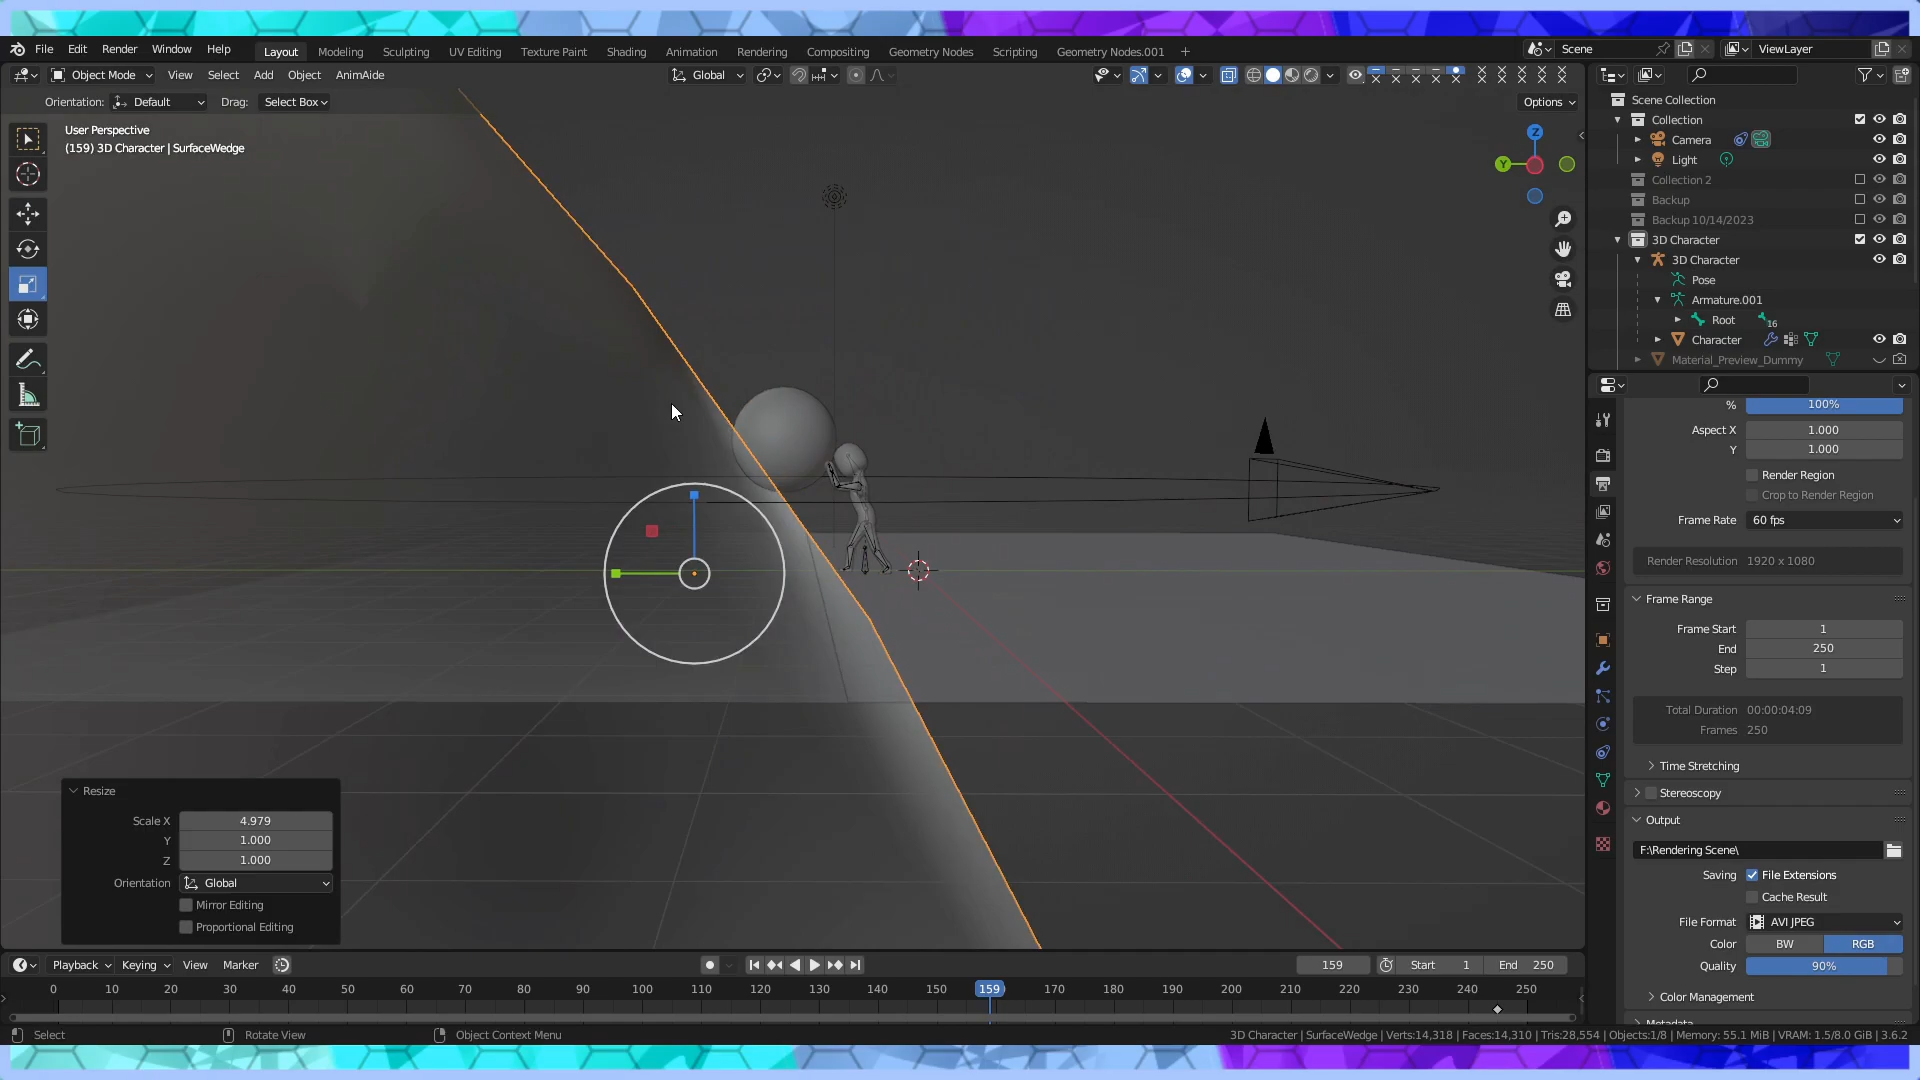 File Edit Render Window Help Layout Modeling Sculpting UV Editing Texture Paint Shading Animation Rendering Compositing Geometry Nodes Scripting Geometry Nodes.001 + Scene ViewLayer
Object Mode View Select Add Object AnimAide Global
Orientation: Default Drag: Select Box Options
User Perspective
(159) 3D Character | SurfaceWedge
Z
Y
Scene Collection
Collection
Camera
Light
Collection 2
Backup
Backup 10/14/2023
3D Character
3D Character
Pose
Armature.001
Root 16
Character
Material_Preview_Dummy
% 100%
Aspect X 1.000
Y 1.000
Render Region
Crop to Render Region
Frame Rate 60 fps
Render Resolution 1920 x 1080
Frame Range
Frame Start 1
End 250
Step 1
Total Duration 00:00:04:09
Frames 250
Time Stretching
Stereoscopy
Output
F:\Rendering Scene\
Saving File Extensions
Cache Result
File Format AVI JPEG
Color BW RGB
Quality 90%
Color Management
Metadata
Resize
Scale X 4.979
Y 1.000
Z 1.000
Orientation Global
Mirror Editing
Proportional Editing
Playback Keying View Marker 159 Start 1 End 250
0 10 20 30 40 50 60 70 80 90 100 110 120 130 140 150 159 170 180 190 200 210 220 230 240 250
Select Rotate View Object Context Menu 3D Character | SurfaceWedge | Verts:14,318 | Faces:14,310 | Tris:28,554 | Objects:1/8 | Memory: 55.1 MiB | VRAM: 1.5/8.0 GiB | 3.6.2